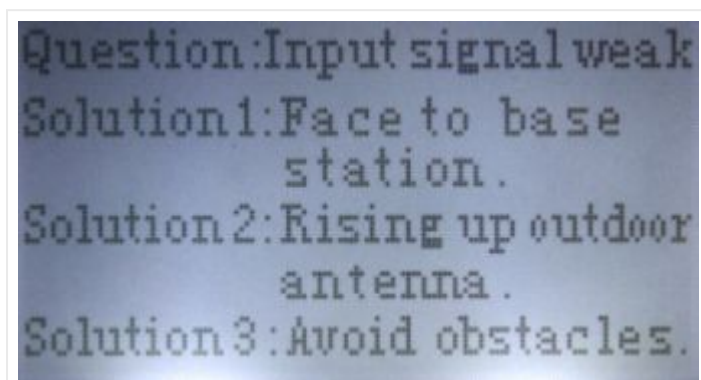 Question:Input signal weak
Solution1:Face to base
station.
Solution2:Rising up outdoor
antenna.
Solution3:Avoid obstacles.